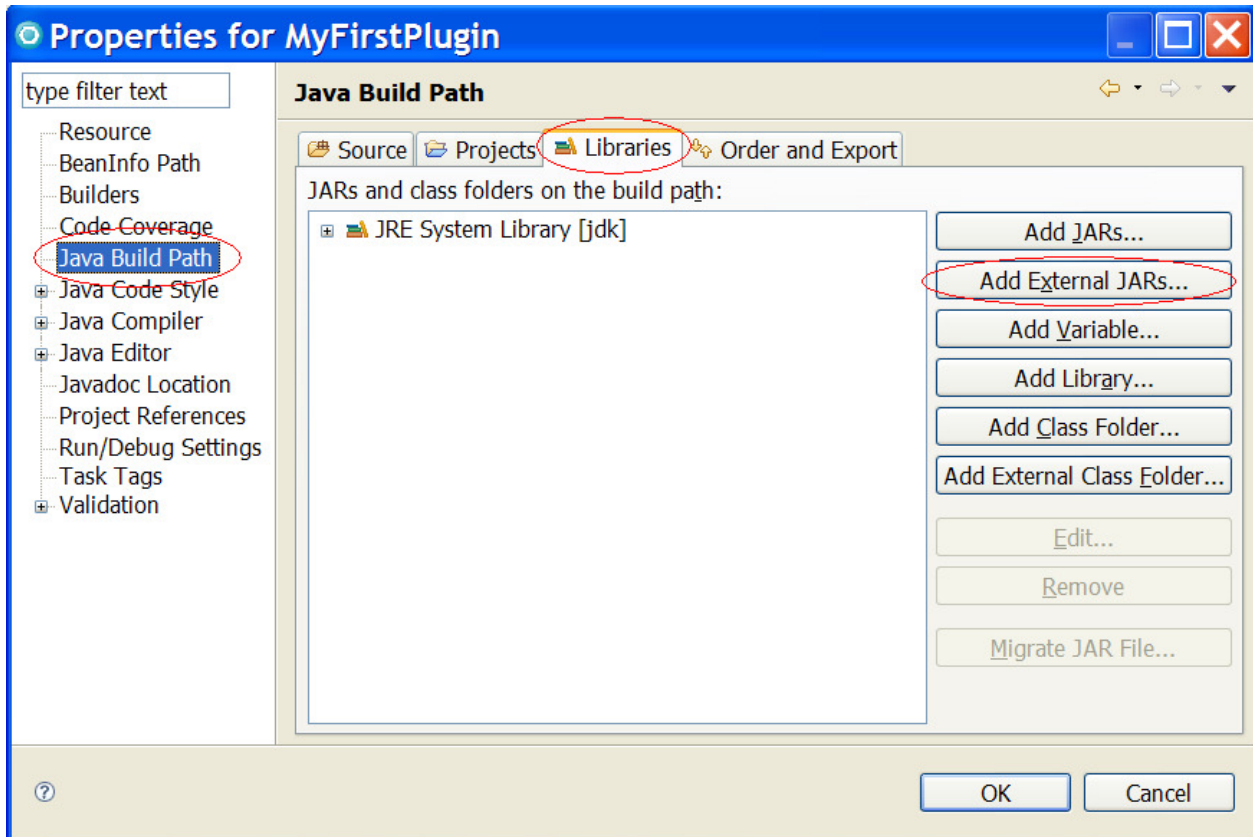 Properties for MyFirstPlugin
type filter text
Resource
BeanInfo Path
Builders
Code Coverage
Java Build Path
Java Code Style
Java Compiler
Java Editor
Javadoc Location
Project References
Run/Debug Settings
Task Tags
Validation
Java Build Path
Source Projects Libraries Order and Export
JARs and class folders on the build path:
JRE System Library [jdk]
Add JARs...
Add External JARs...
Add Variable...
Add Library...
Add Class Folder...
Add External Class Folder...
Edit...
Remove
Migrate JAR File...
?
OK Cancel